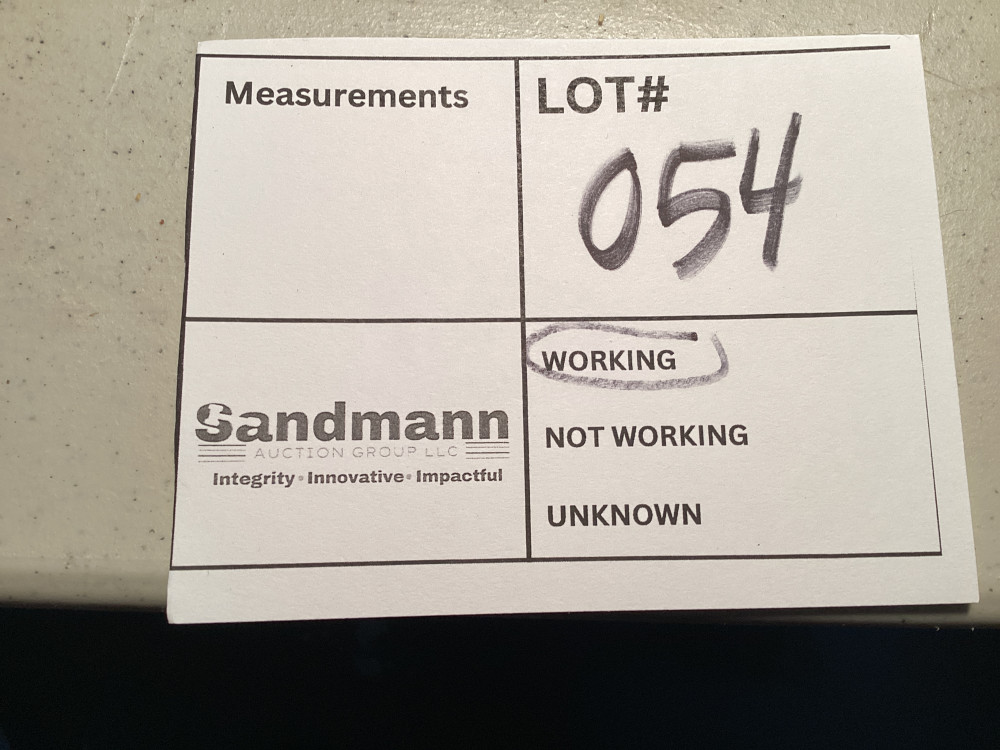 Measurements
LOT#
054
WORKING
NOT WORKING
UNKNOWN
Sandmann
AUCTION GROUP LLC
Integrity • Innovative • Impactful